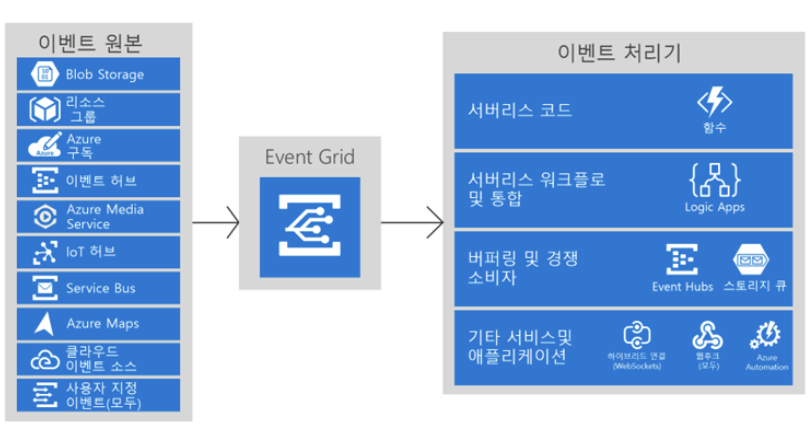 이벤트 원본
Blob Storage
리소스
그룹
Azure
Azure
구독
이벤트 허브
Azure Media
Service
IoT 허브
Service Bus
Azure Maps
클라우드
이벤트 소스
사용자 지정
이벤트(모두)
Event Grid
이벤트 처리기
서버리스 코드
함수
서버리스 워크플로
및 통합
Logic Apps
버퍼링 및 경쟁
소비자
Event Hubs
스토리지 큐
기타 서비스및
애플리케이션
하이브리드 연결
(WebSockets)
웹후크
(모두)
Azure
Automation